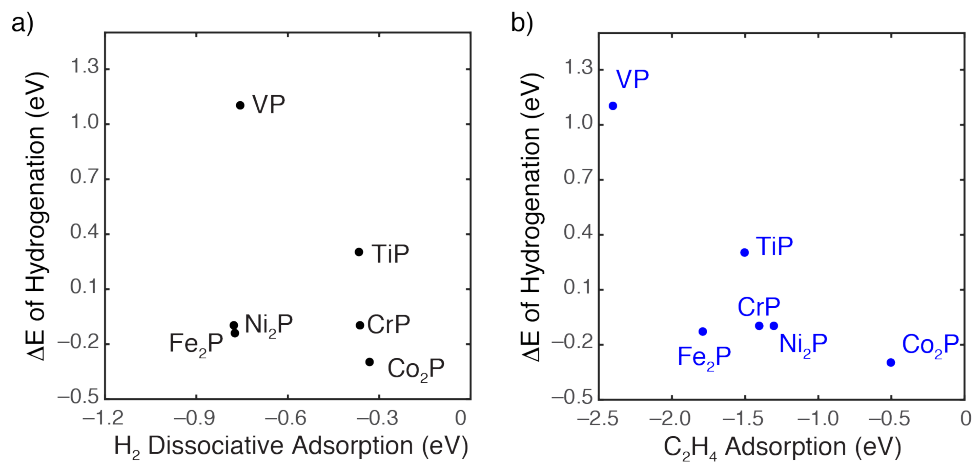 a)
ΔE of Hydrogenation (eV)
1.3
1.0
0.7
0.4
0.1
−0.2
−0.5
VP
TiP
Ni₂P
CrP
Fe₂P
Co₂P
−1.2
−0.9
−0.6
−0.3
0
H₂ Dissociative Adsorption (eV)
b)
ΔE of Hydrogenation (eV)
1.3
1.0
0.7
0.4
0.1
−0.2
−0.5
VP
TiP
CrP
Fe₂P
Ni₂P
Co₂P
−2.5
−2.0
−1.5
−1.0
−0.5
0
C₂H₄ Adsorption (eV)